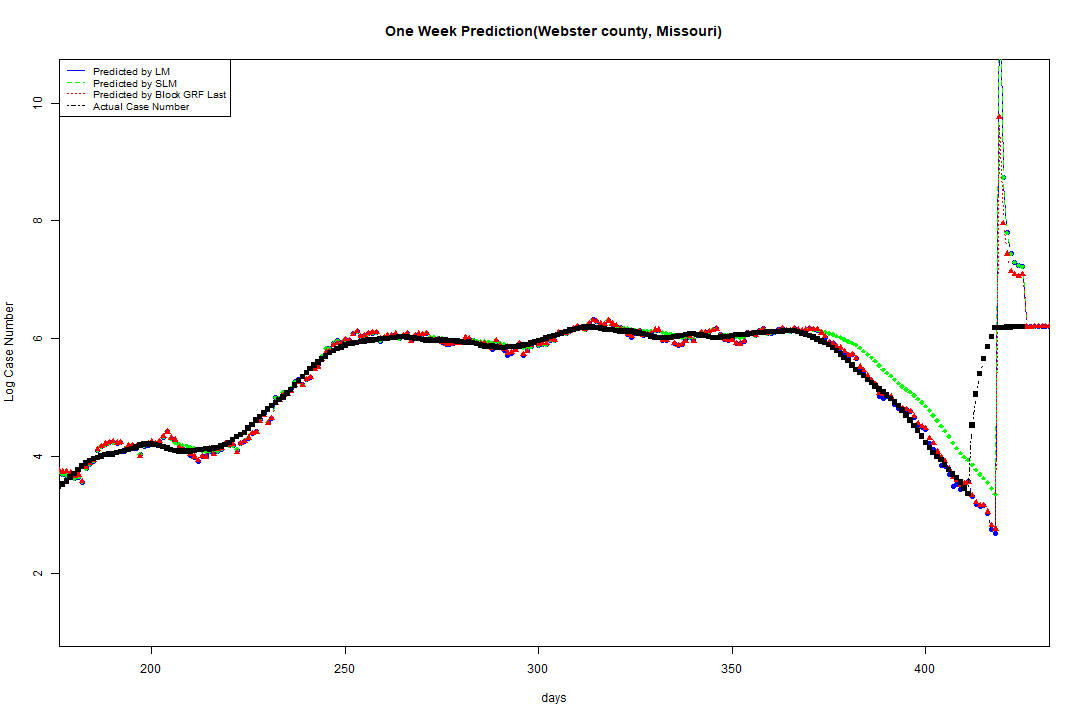 One Week Prediction(Webster county, Missouri)
Predicted by LM
Predicted by SLM
Predicted by Block GRF Last
Actual Case Number
Log Case Number
10
8
6
4
2
200 250 300 350 400
days